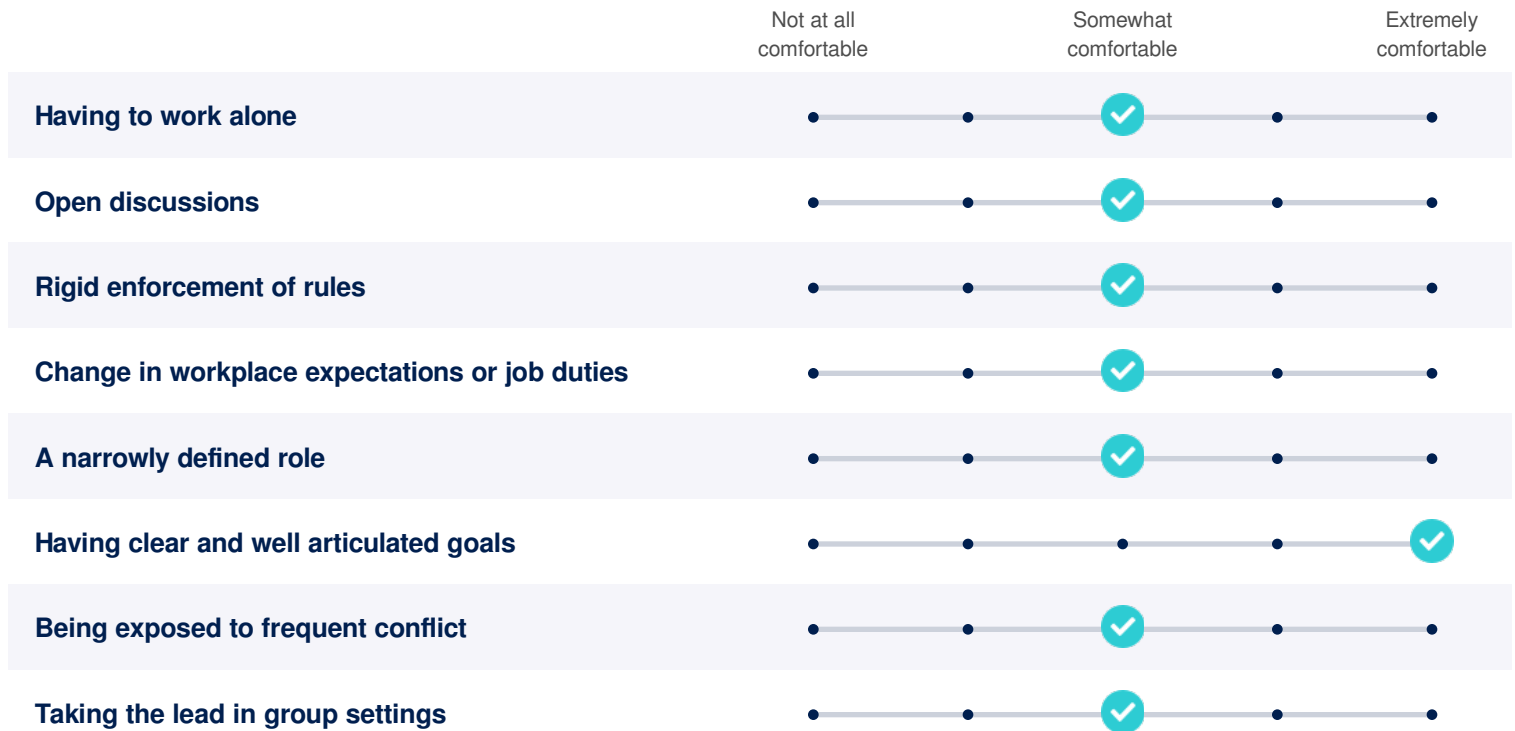 Not at all Somewhat Extremely
comfortable comfortable comfortable
Having to work alone
Open discussions
Rigid enforcement of rules
Change in workplace expectations or job duties
A narrowly defined role
Having clear and well articulated goals
Being exposed to frequent conflict
Taking the lead in group settings